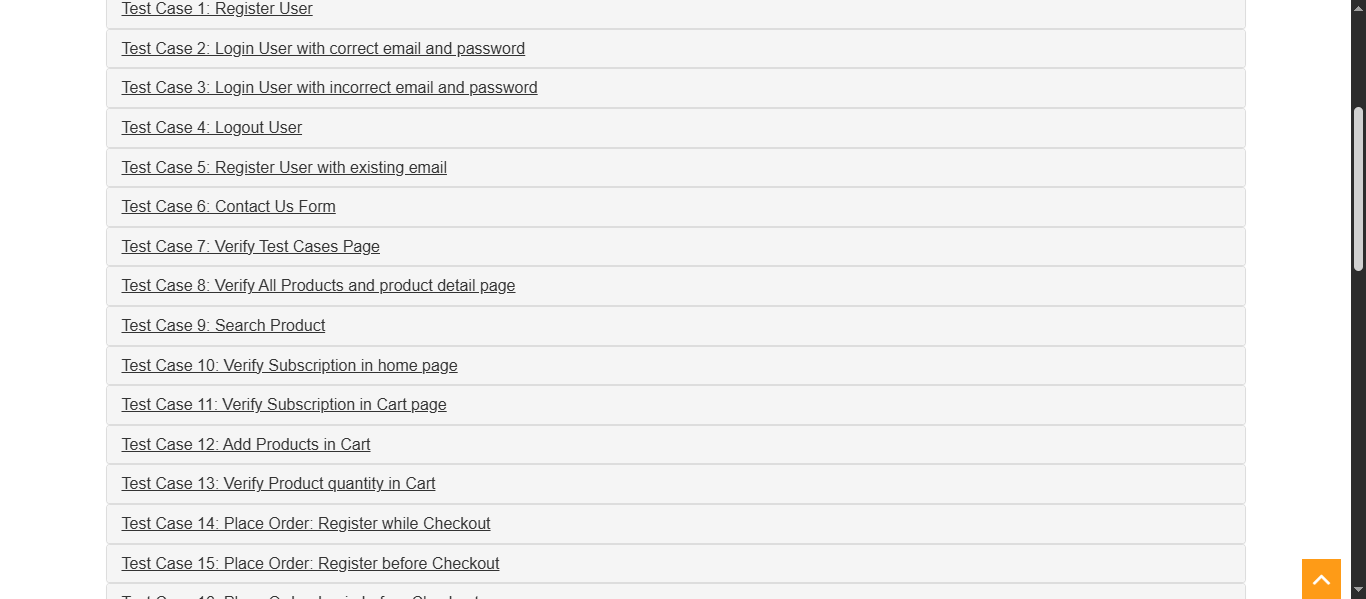 Test Case 1: Register User
Test Case 2: Login User with correct email and password
Test Case 3: Login User with incorrect email and password
Test Case 4: Logout User
Test Case 5: Register User with existing email
Test Case 6: Contact Us Form
Test Case 7: Verify Test Cases Page
Test Case 8: Verify All Products and product detail page
Test Case 9: Search Product
Test Case 10: Verify Subscription in home page
Test Case 11: Verify Subscription in Cart page
Test Case 12: Add Products in Cart
Test Case 13: Verify Product quantity in Cart
Test Case 14: Place Order: Register while Checkout
Test Case 15: Place Order: Register before Checkout